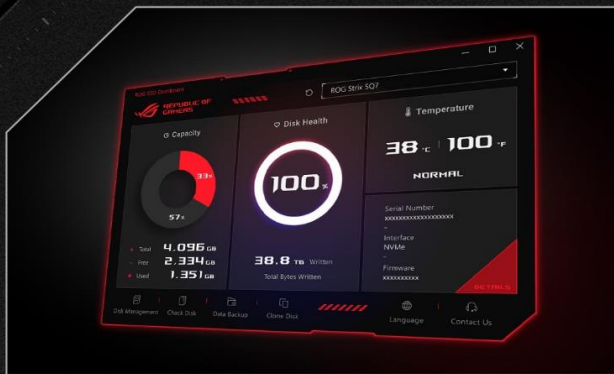 ROG SSD Dashboard
REPUBLIC OF
GAMERS
ROG Strix SQ7
Capacity
33%
57%
Total 4.096 GB
Free 2.334 GB
Used 1.351 GB
Disk Health
100%
38.8 TB Written
Total Bytes Written
Temperature
38 °C 100 °F
NORMAL
Serial Number
xxxxxxxxxxxxxxxxxx
-
Interface
NVMe
-
Firmware
xxxxxxxxxx
DETAILS
Disk Management
Check Disk
Data Backup
Clone Disk
Language
Contact Us